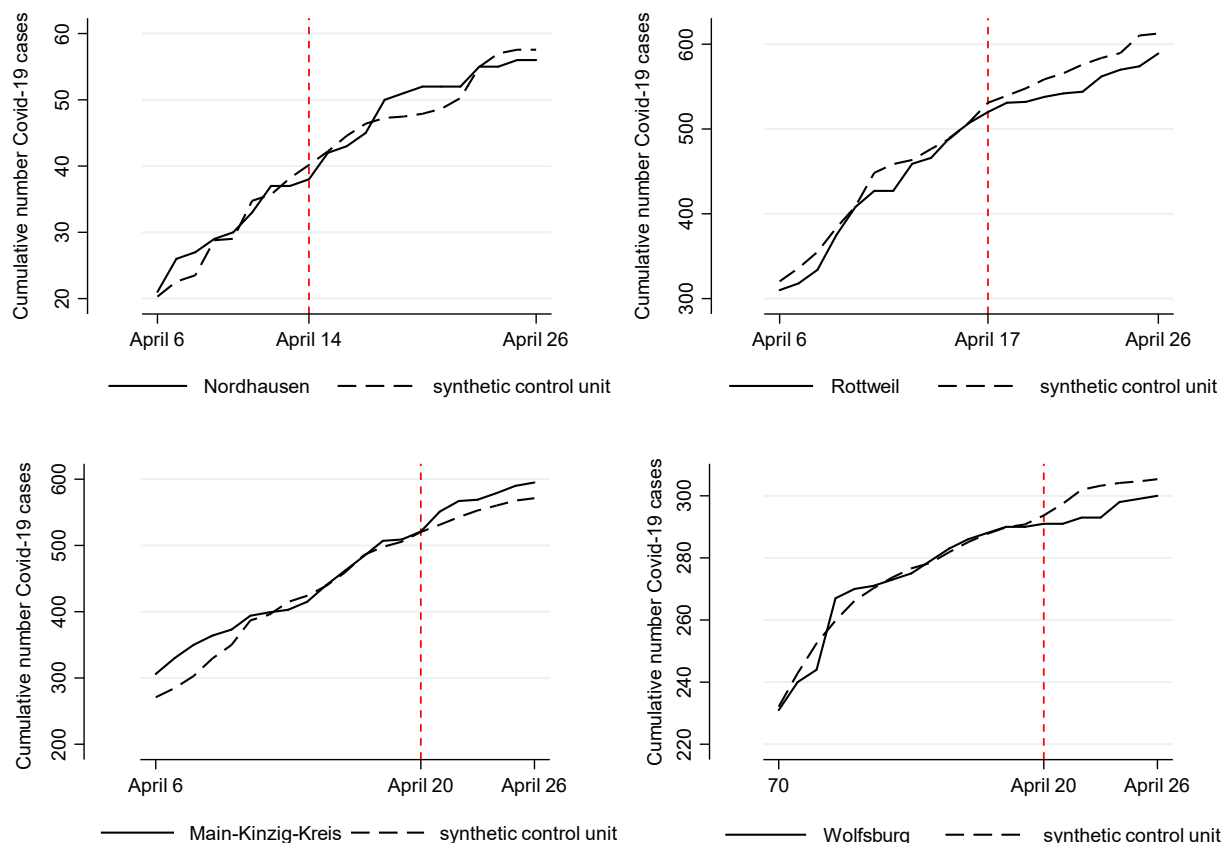 Cumulative number Covid-19 cases
60
50
40
30
20
April 6
April 14
April 26
Nordhausen
synthetic control unit
Cumulative number Covid-19 cases
600
500
400
300
April 6
April 17
April 26
Rottweil
synthetic control unit
Cumulative number Covid-19 cases
600
500
400
300
200
April 6
April 20
April 26
Main-Kinzig-Kreis
synthetic control unit
Cumulative number Covid-19 cases
300
280
260
240
220
70
April 20
April 26
Wolfsburg
synthetic control unit